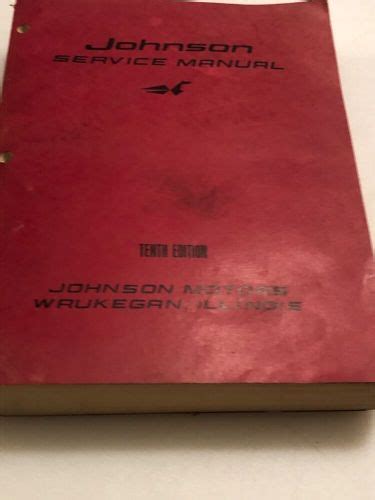 Johnson
SERVICE MANUAL
TENTH EDITION
JOHNSON MOTORS
WAUKEGAN, ILLINOIS